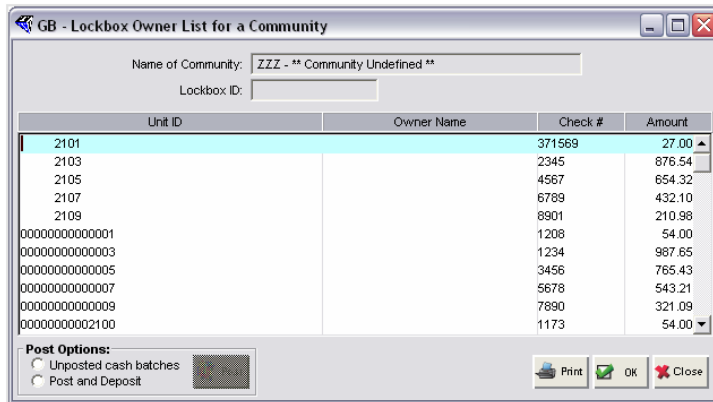 GB - Lockbox Owner List for a Community
Name of Community: ZZZ - ** Community Undefined **
Lockbox ID:
Unit ID Owner Name Check # Amount
2101 371569 27.00
2103 2345 876.54
2105 4567 654.32
2107 6789 432.10
2109 8901 210.98
00000000000001 1208 54.00
00000000000003 1234 987.65
00000000000005 3456 765.43
00000000000007 5678 543.21
00000000000009 7890 321.09
00000000002100 1173 54.00
Post Options:
Unposted cash batches
Post and Deposit
Post
Print OK Close